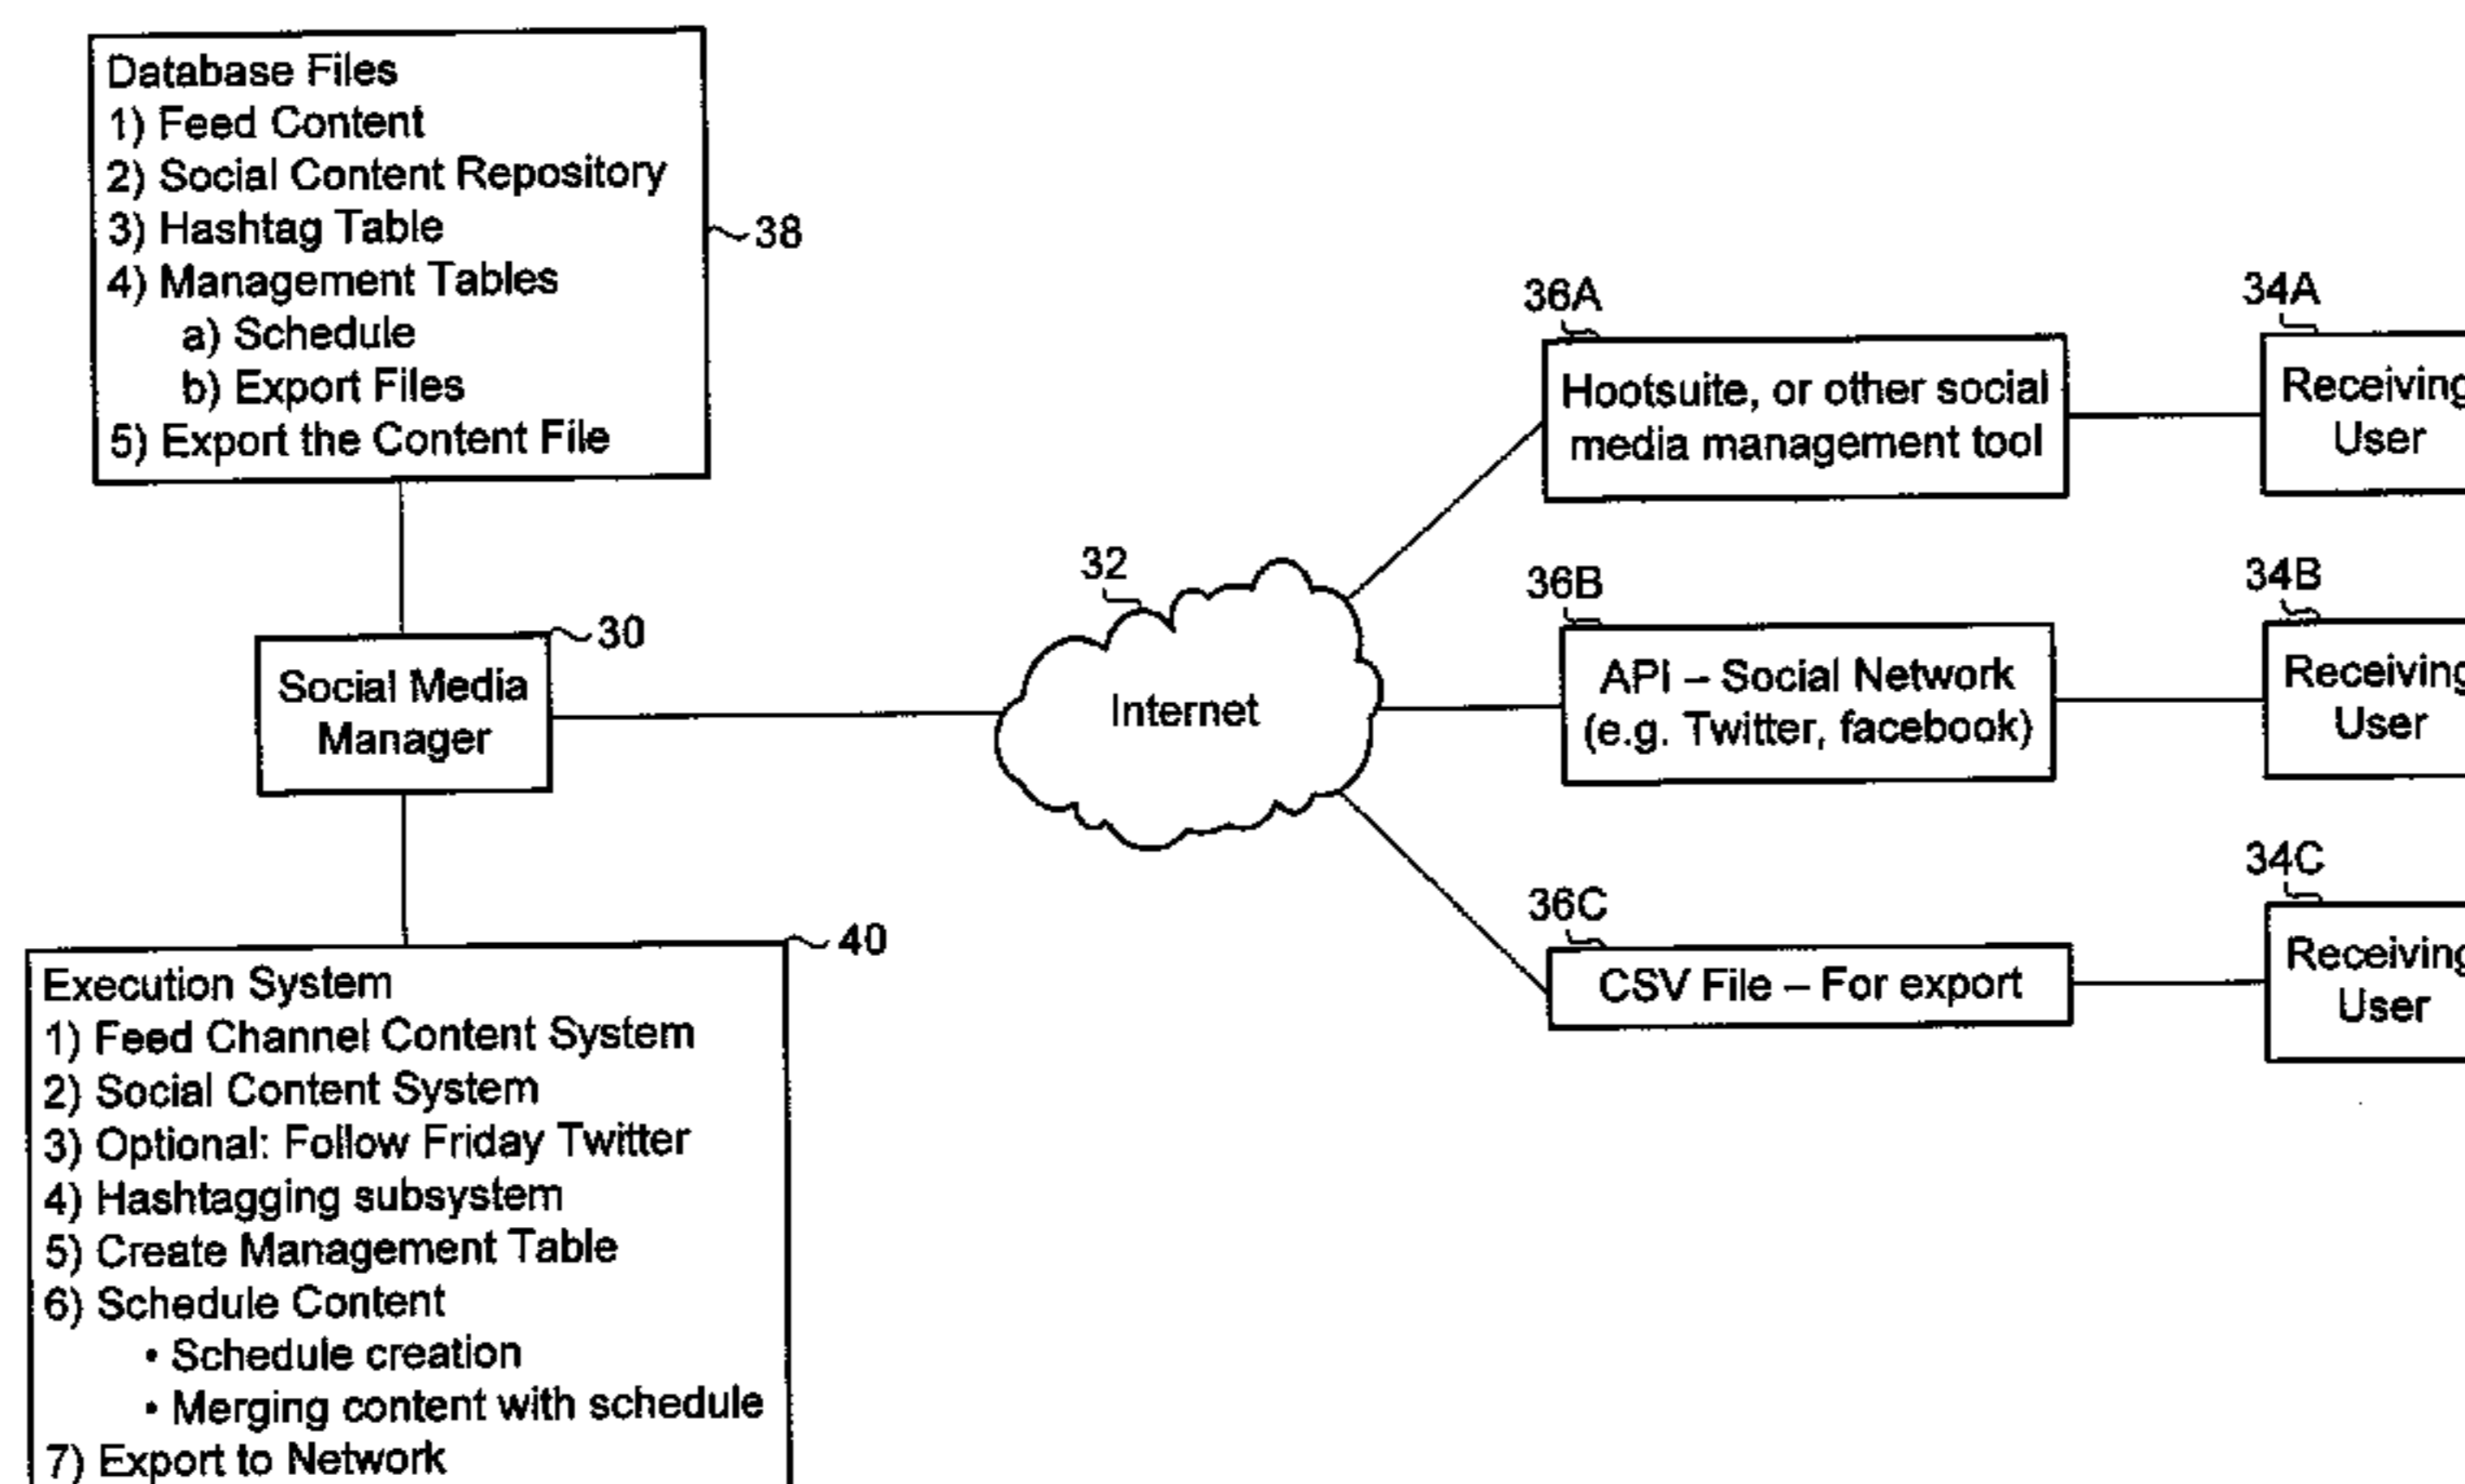 Database Files
1) Feed Content
2) Social Content Repository
3) Hashtag Table
4) Management Tables
a) Schedule
b) Export Files
5) Export the Content File
38
30
Social Media
Manager
40
Execution System
1) Feed Channel Content System
2) Social Content System
3) Optional: Follow Friday Twitter
4) Hashtagging subsystem
5) Create Management Table
6) Schedule Content
• Schedule creation
• Merging content with schedule
7) Export to Network
32
Internet
36A
Hootsuite, or other social
media management tool
34A
Receiving
User
36B
API – Social Network
(e.g. Twitter, facebook)
34B
Receiving
User
36C
CSV File – For export
34C
Receiving
User